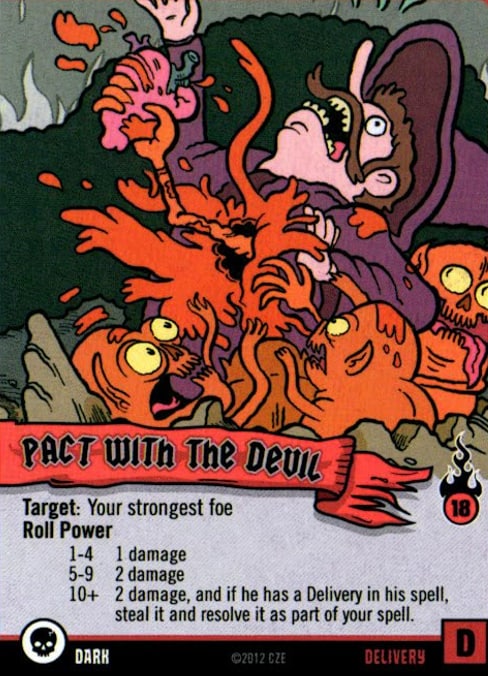 PACT WITH THE DEVIL
18
Target: Your strongest foe
Roll Power
1-4 1 damage
5-9 2 damage
10+ 2 damage, and if he has a Delivery in his spell,
steal it and resolve it as part of your spell.
DARK ©2012 CZE DELIVERY D